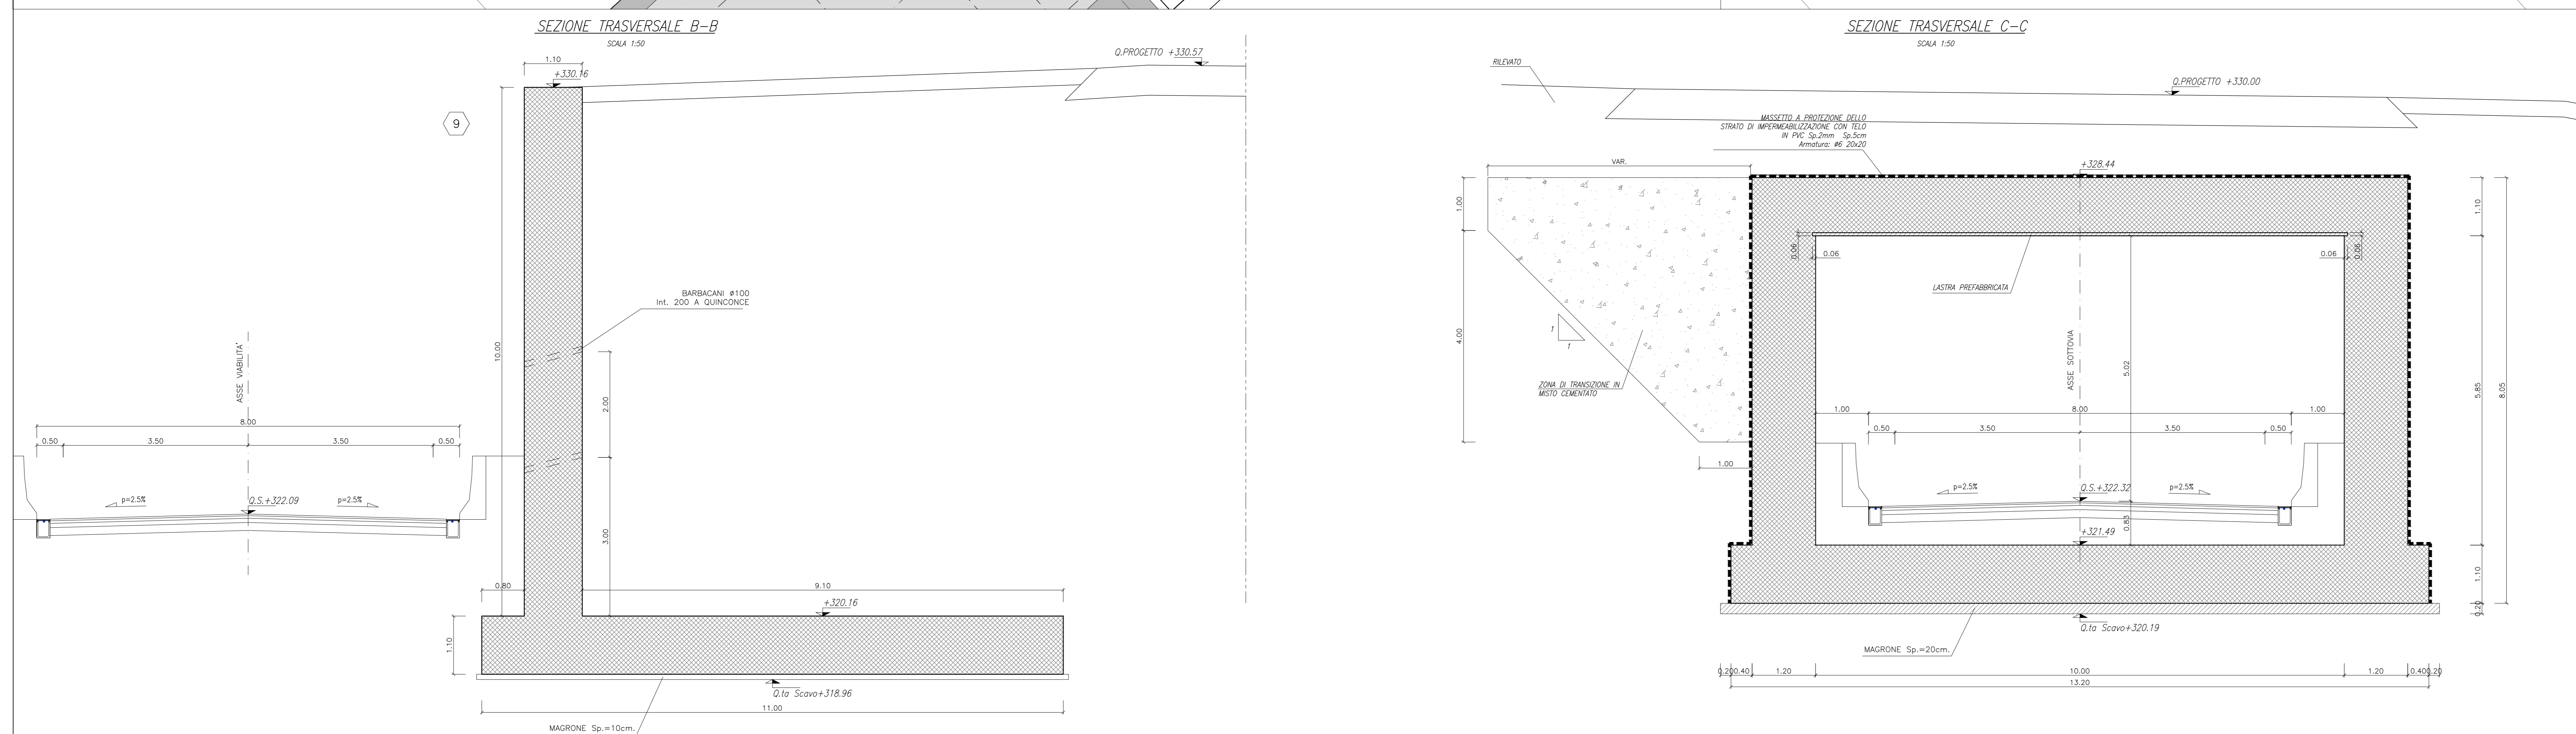 SEZIONE TRASVERSALE B-B
SCALA 1:50
1.10
+330.16
Q.PROGETTO +330.57
9
10.00
BARBACANI ø100
Int. 200 A QUINCONCE
2.00
3.00
ASSE VIABILITA'
8.00
0.50
3.50
3.50
0.50
p=2.5%
Q.S.+322.09
p=2.5%
0.80
9.10
+320.16
1.10
Q.ta Scavo+318.96
11.00
MAGRONE Sp.=10cm.
SEZIONE TRASVERSALE C-C
SCALA 1:50
RILEVATO
Q.PROGETTO +330.00
MASSETTO A PROTEZIONE DELLO
STRATO DI IMPERMEABILIZZAZIONE CON TELO
IN PVC Sp.2mm Sp.5cm
Armatura: ø6 20x20
VAR.
+328.44
1.00
4.00
1
1
ZONA DI TRANSIZIONE IN
MISTO CEMENTATO
1.00
0.06
0.06
0.06
0.06
LASTRA PREFABBRICATA
ASSE SOTTOVIA
5.02
1.00
8.00
1.00
0.50
3.50
3.50
0.50
p=2.5%
Q.S.+322.32
p=2.5%
0.83
+321.49
1.10
5.85
8.05
1.10
0.20
Q.ta Scavo+320.19
MAGRONE Sp.=20cm.
0.20
0.40
1.20
10.00
1.20
0.40
0.20
13.20